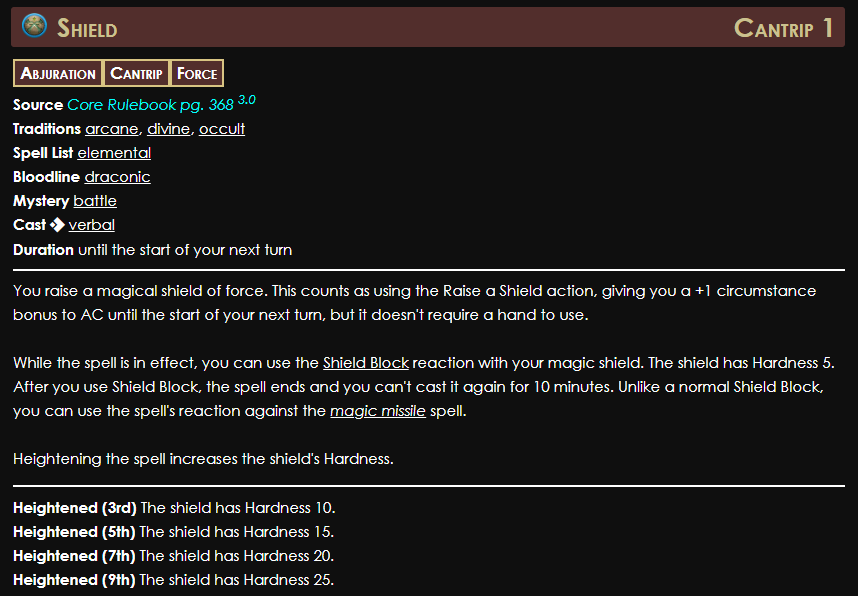 Shield Cantrip 1
Abjuration Cantrip Force
Source Core Rulebook pg. 368 3.0
Traditions arcane, divine, occult
Spell List elemental
Bloodline draconic
Mystery battle
Cast verbal
Duration until the start of your next turn
You raise a magical shield of force. This counts as using the Raise a Shield action, giving you a +1 circumstance
bonus to AC until the start of your next turn, but it doesn't require a hand to use.
While the spell is in effect, you can use the Shield Block reaction with your magic shield. The shield has Hardness 5.
After you use Shield Block, the spell ends and you can't cast it again for 10 minutes. Unlike a normal Shield Block,
you can use the spell's reaction against the magic missile spell.
Heightening the spell increases the shield's Hardness.
Heightened (3rd) The shield has Hardness 10.
Heightened (5th) The shield has Hardness 15.
Heightened (7th) The shield has Hardness 20.
Heightened (9th) The shield has Hardness 25.